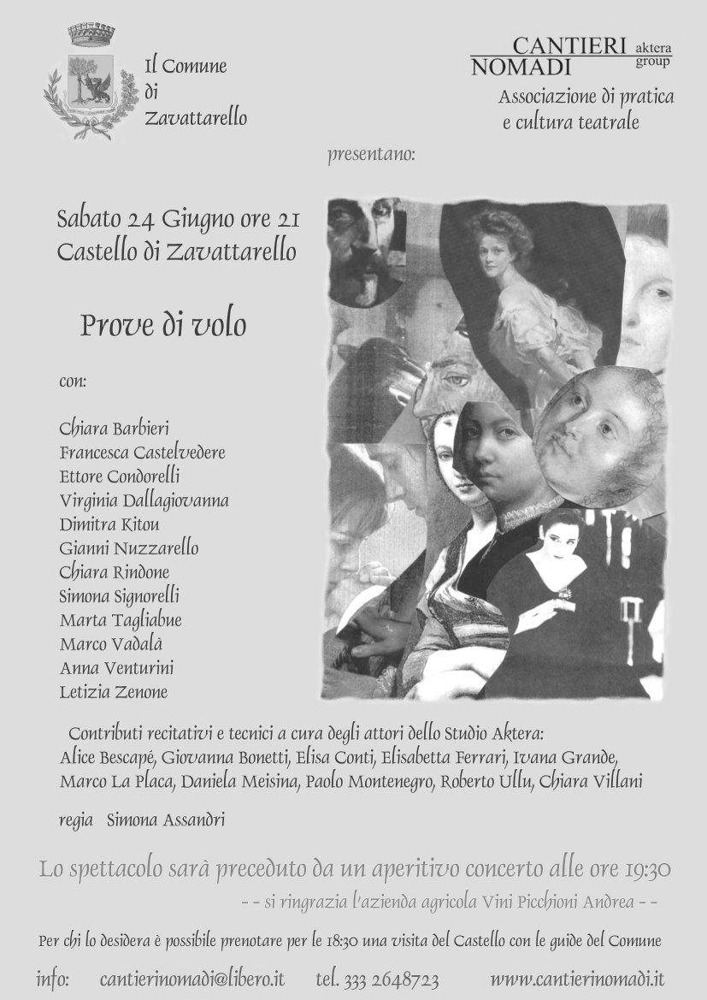 Il Comune
di
Zavattarello
CANTIERI
NOMADI
aktera
group
Associazione di pratica
e cultura teatrale
presentano:
Sabato 24 Giugno ore 21
Castello di Zavattarello
Prove di volo
con:
Chiara Barbieri
Francesca Castelvedere
Ettore Condorelli
Virginia Dallagiovanna
Dimitra Kitou
Gianni Nuzzarello
Chiara Rindone
Simona Signorelli
Marta Tagliabue
Marco Vadalà
Anna Venturini
Letizia Zenone
Contributi recitativi e tecnici a cura degli attori dello Studio Aktera:
Alice Bescapé, Giovanna Bonetti, Elisa Conti, Elisabetta Ferrari, Ivana Grande,
Marco La Placa, Daniela Meisina, Paolo Montenegro, Roberto Ullu, Chiara Villani
regia Simona Assandri
Lo spettacolo sarà preceduto da un aperitivo concerto alle ore 19:30
- - si ringrazia l'azienda agricola Vini Picchioni Andrea - -
Per chi lo desidera è possibile prenotare per le 18:30 una visita del Castello con le guide del Comune
info: cantierinomadi@libero.it tel. 333 2648723 www.cantierinomadi.it